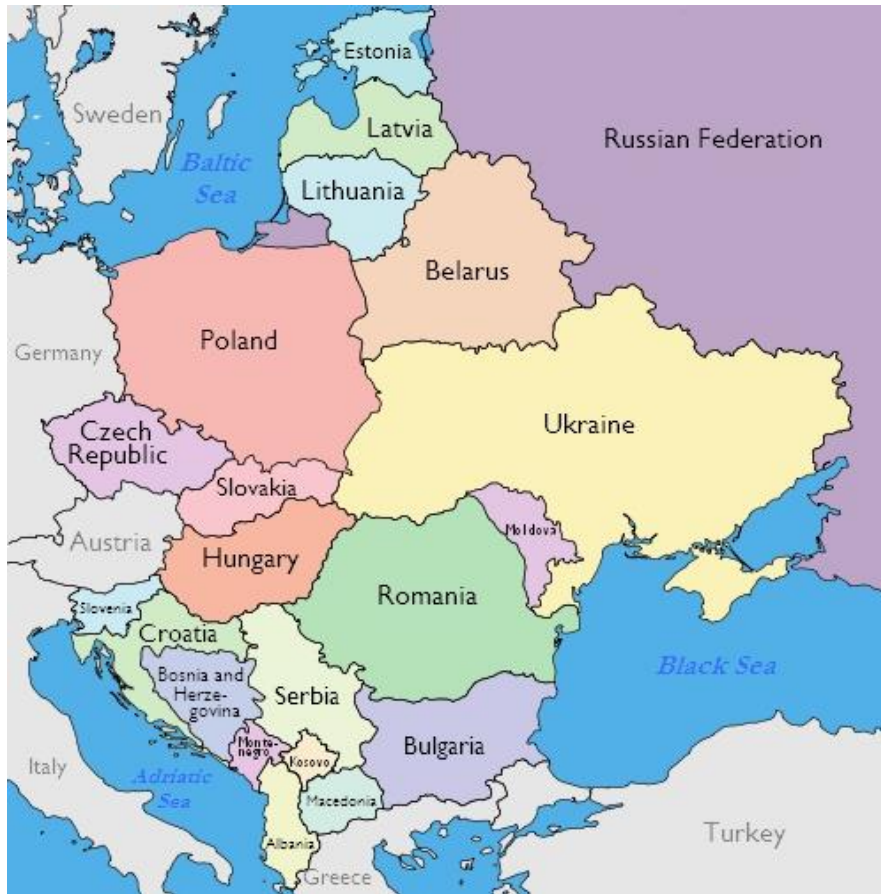 Estonia
Sweden
Latvia
Russian Federation
Baltic
Sea
Lithuania
Belarus
Poland
Germany
Ukraine
Czech
Republic
Slovakia
Moldova
Austria
Hungary
Romania
Slovenia
Croatia
Bosnia and
Herze-
govina
Serbia
Black Sea
Monte-
negro
Bulgaria
Kosovo
Italy
Adriatic
Sea
Macedonia
Turkey
Albania
Greece